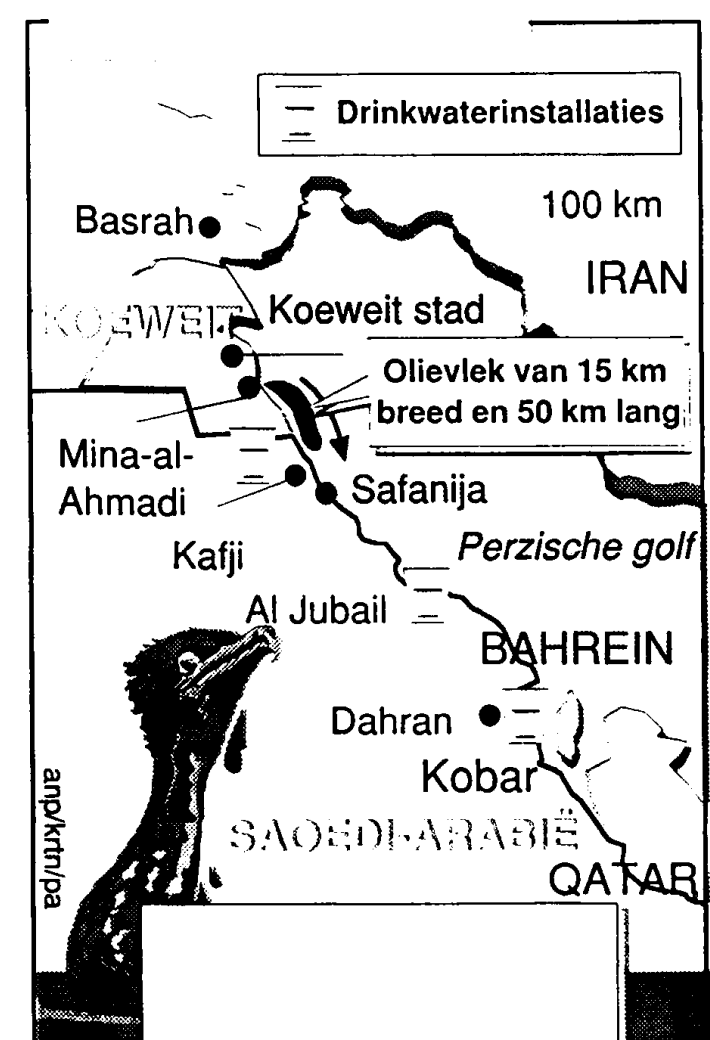 Drinkwaterinstallaties
100 km
Basrah
IRAN
KOEWEIT
Koeweit stad
Olievlek van 15 km
breed en 50 km lang
Mina-al-
Ahmadi
Safanija
Kafji
Perzische golf
Al Jubail
BAHREIN
Dahran
Kobar
SAOEDI-ARABIË
QATAR
anp/krtn/pa